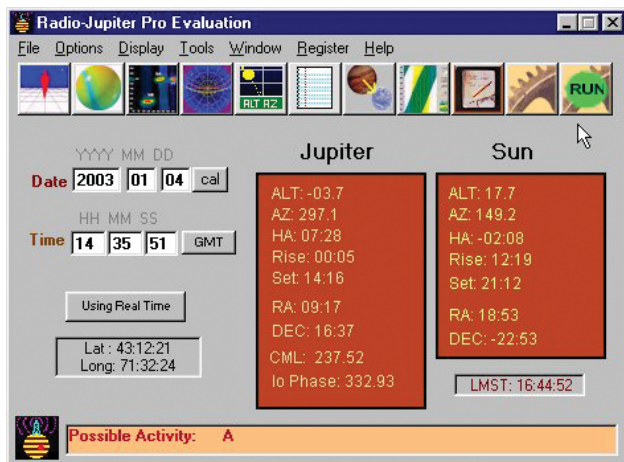 Radio-Jupiter Pro Evaluation
File Options Display Tools Window Register Help
ALT AZ
RUN
YYYY MM DD
Date 2003 01 04 cal
HH MM SS
Time 14 35 51 GMT
Using Real Time
Lat : 43:12:21
Long: 71:32:24
Jupiter
ALT: -03.7
AZ: 297.1
HA: 07:28
Rise: 00:05
Set: 14:16
RA: 09:17
DEC: 16:37
CML: 237.52
Io Phase: 332.93
Sun
ALT: 17.7
AZ: 149.2
HA: -02:08
Rise: 12:19
Set: 21:12
RA: 18:53
DEC: -22:53
LMST: 16:44:52
Possible Activity: A